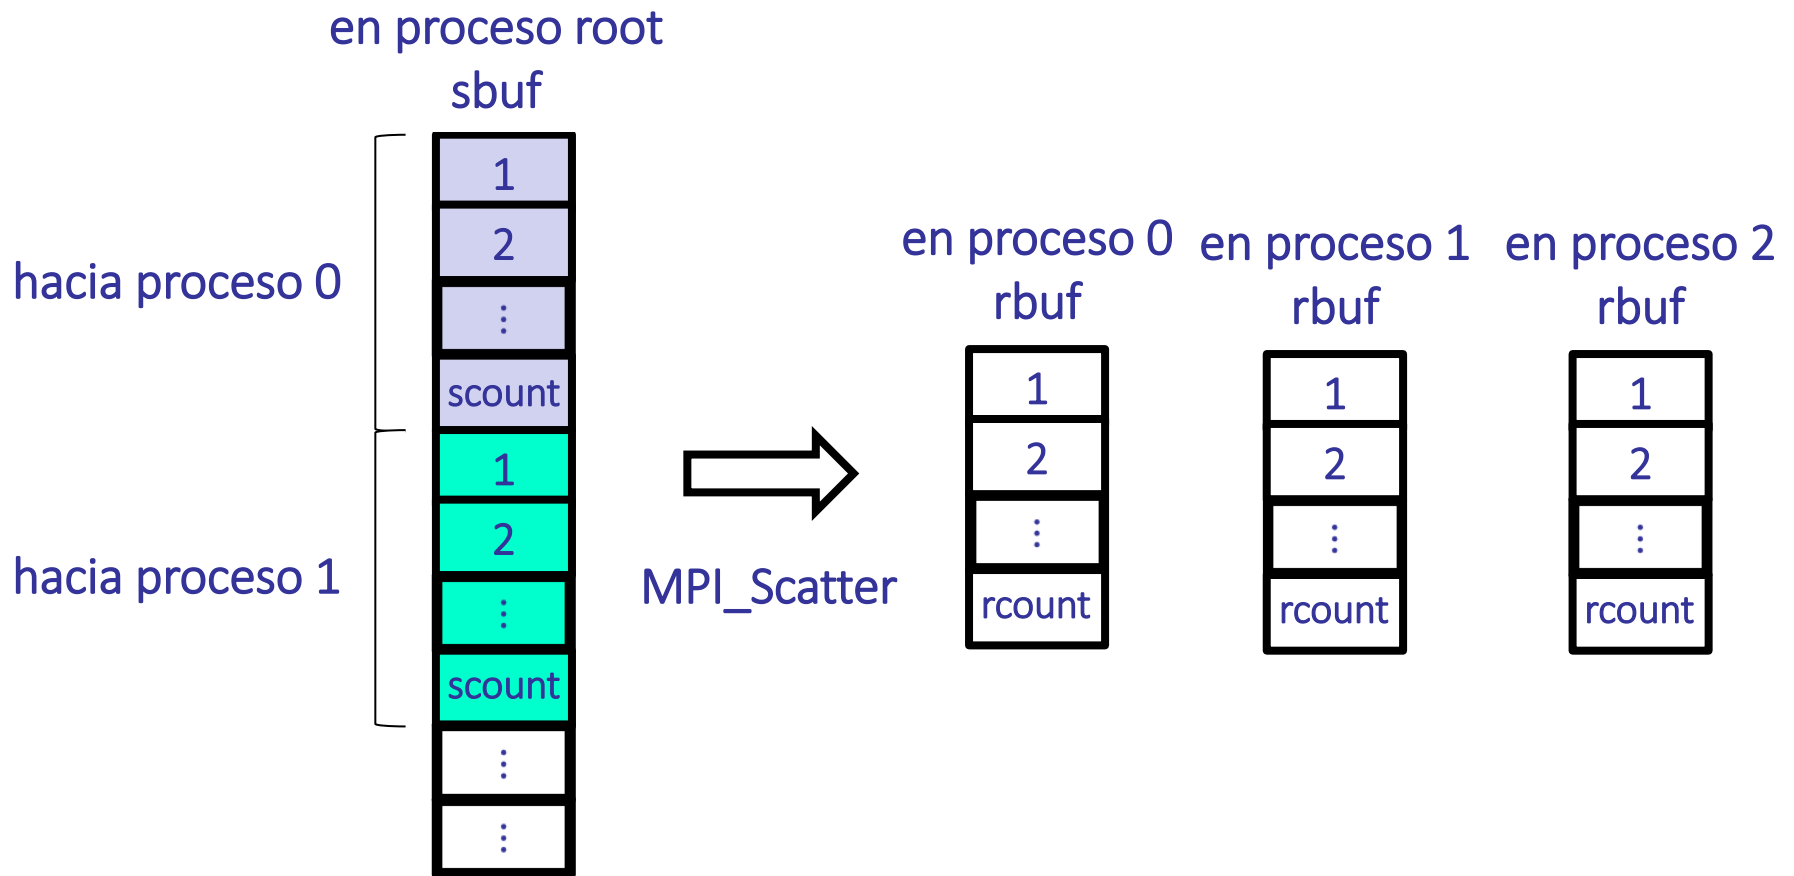 en proceso root
sbuf
hacia proceso 0
1
2
⋮
scount
hacia proceso 1
1
2
⋮
scount
⋮
⋮
MPI_Scatter
en proceso 0
rbuf
1
2
⋮
rcount
en proceso 1
rbuf
1
2
⋮
rcount
en proceso 2
rbuf
1
2
⋮
rcount